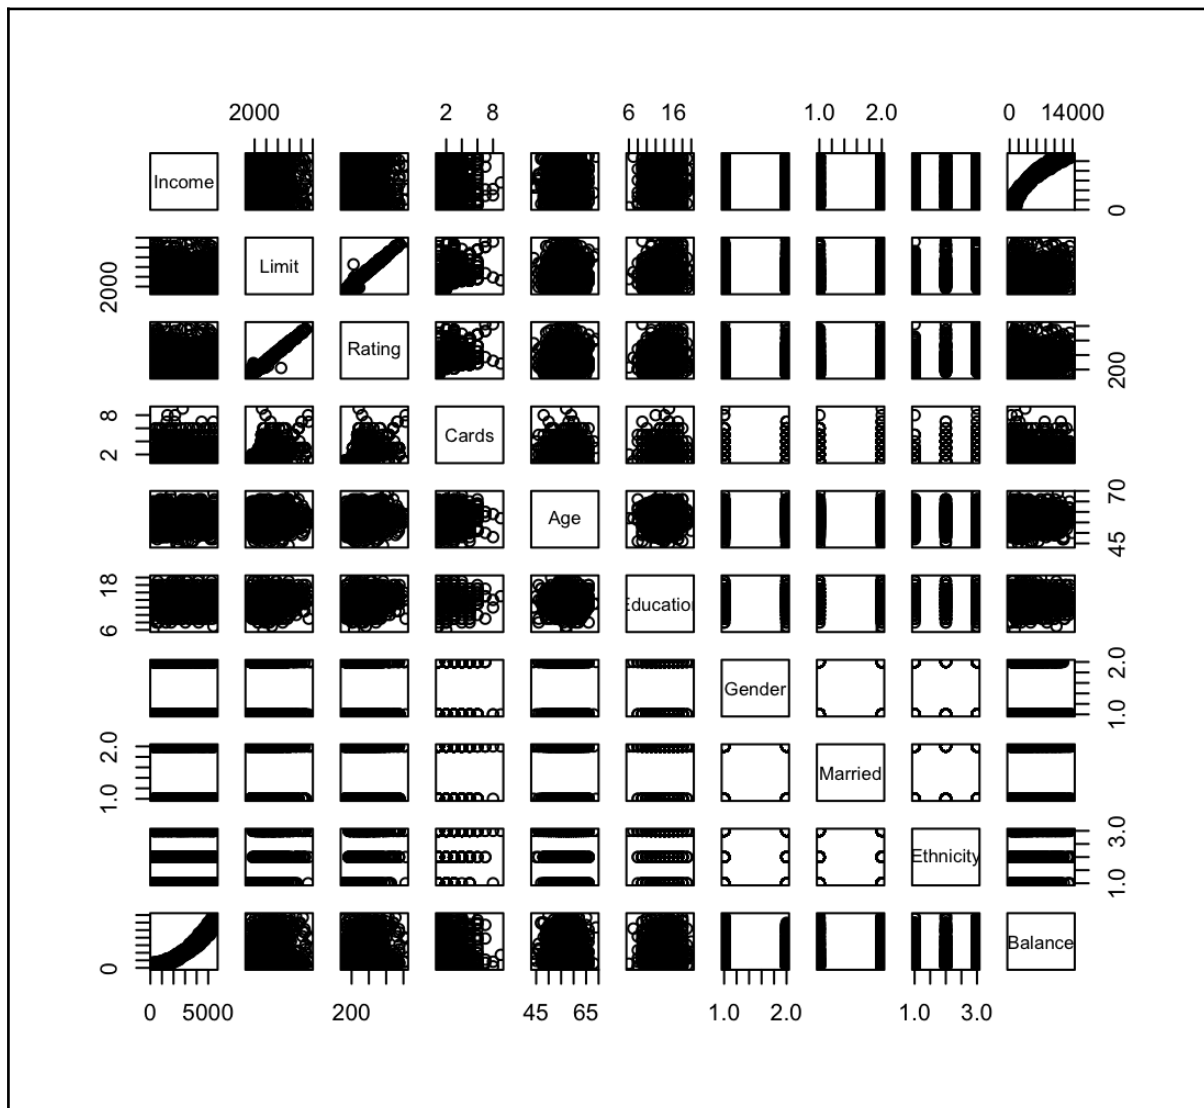 2000 2 8 6 16 1.0 2.0 0 14000
Income 0
2000 Limit
Rating 200
8 2 Cards
Age 70 45
18 6 Education
Gender 2.0 1.0
2.0 1.0 Married
Ethnicity 3.0 1.0
0 Balance
0 5000 200 45 65 1.0 2.0 1.0 3.0